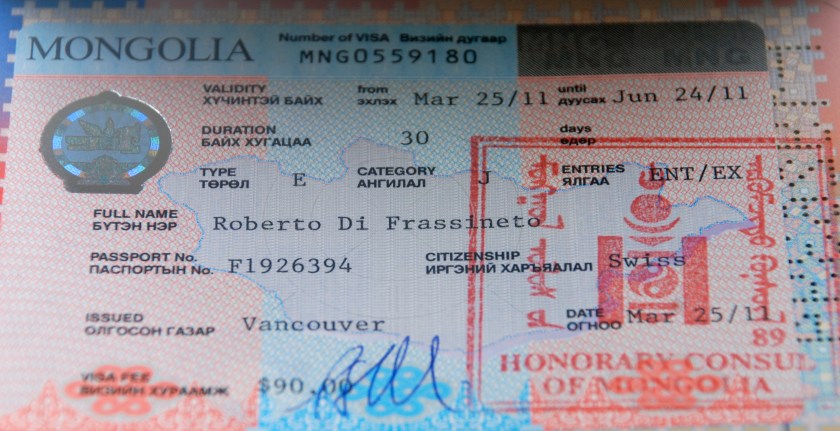 MONGOLIA
Number of VISA Визийн дугаар
MNG0559180
VALIDITY from Mar 25/11 until Jun 24/11
ХҮЧИНТЭЙ БАЙХ эхлэх дуусах
DURATION 30 days
БАЙХ ХУГАЦАА өдөр
TYPE E CATEGORY J ENTRIES ENT/EX
ТӨРӨЛ АНГИЛАЛ ЯЛГАА
FULL NAME Roberto Di Frassineto
БҮТЭН НЭР
PASSPORT No. F1926394 CITIZENSHIP Swiss
ПАСПОРТЫН No. ИРГЭНИЙ ХАРЪЯАЛАЛ
ISSUED Vancouver DATE Mar 25/11
ОЛГОСОН ГАЗАР ОГНОО
89
VISA FEE $90.00
ВИЗИЙН ХУРААМЖ
HONORARY CONSUL
OF MONGOLIA